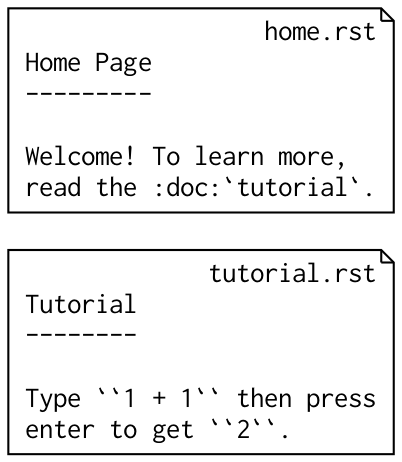 home.rst
Home Page
---------
Welcome! To learn more,
read the :doc:`tutorial`.
tutorial.rst
Tutorial
--------
Type ``1 + 1`` then press
enter to get ``2``.